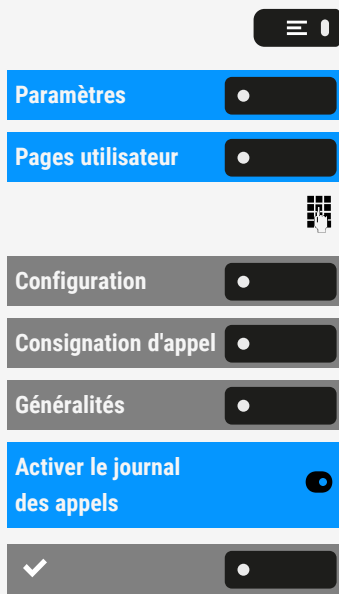 Paramètres
Pages utilisateur
Configuration
Consignation d'appel
Généralités
Activer le journal
des appels